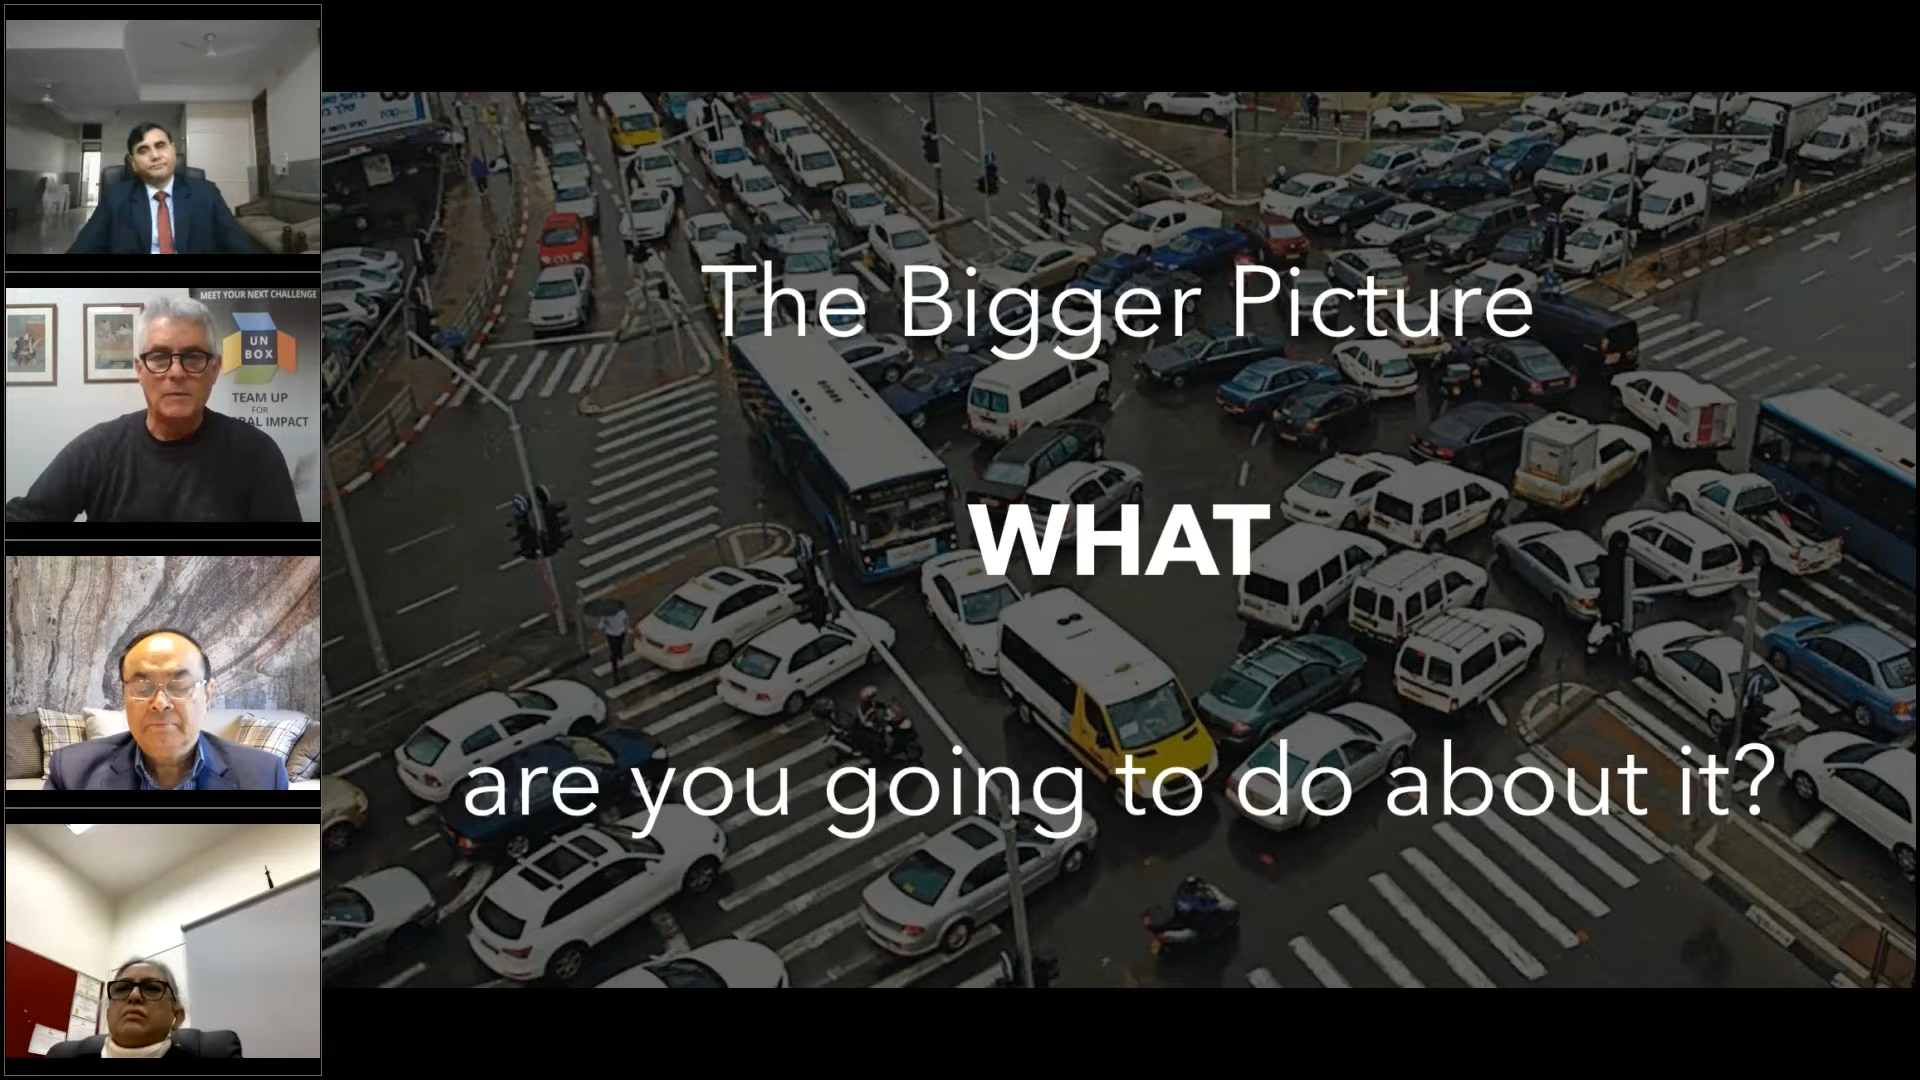 MEET YOUR NEXT CHALLENGE
UN
BOX
TEAM UP
FOR
BAL IMPACT
The Bigger Picture
WHAT
are you going to do about it?